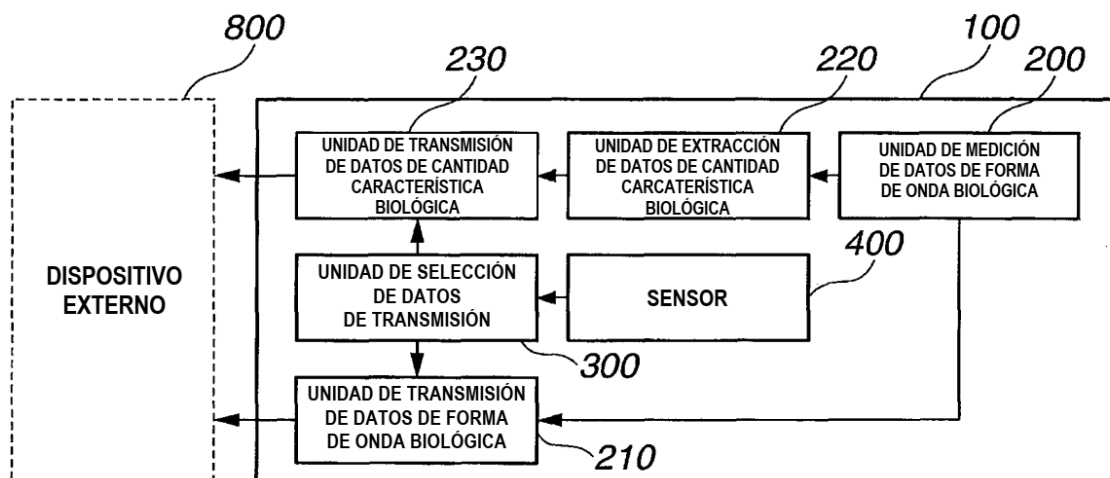 800
230
220
100
200
UNIDAD DE TRANSMISIÓN
DE DATOS DE CANTIDAD
CARACTERÍSTICA
BIOLÓGICA
UNIDAD DE EXTRACCIÓN
DE DATOS DE CANTIDAD
CARCATERÍSTICA
BIOLÓGICA
UNIDAD DE MEDICIÓN
DE DATOS DE FORMA
DE ONDA BIOLÓGICA
DISPOSITIVO
EXTERNO
UNIDAD DE SELECCIÓN
DE DATOS
DE TRANSMISIÓN
300
SENSOR
400
UNIDAD DE TRANSMISIÓN
DE DATOS DE FORMA
DE ONDA BIOLÓGICA
210